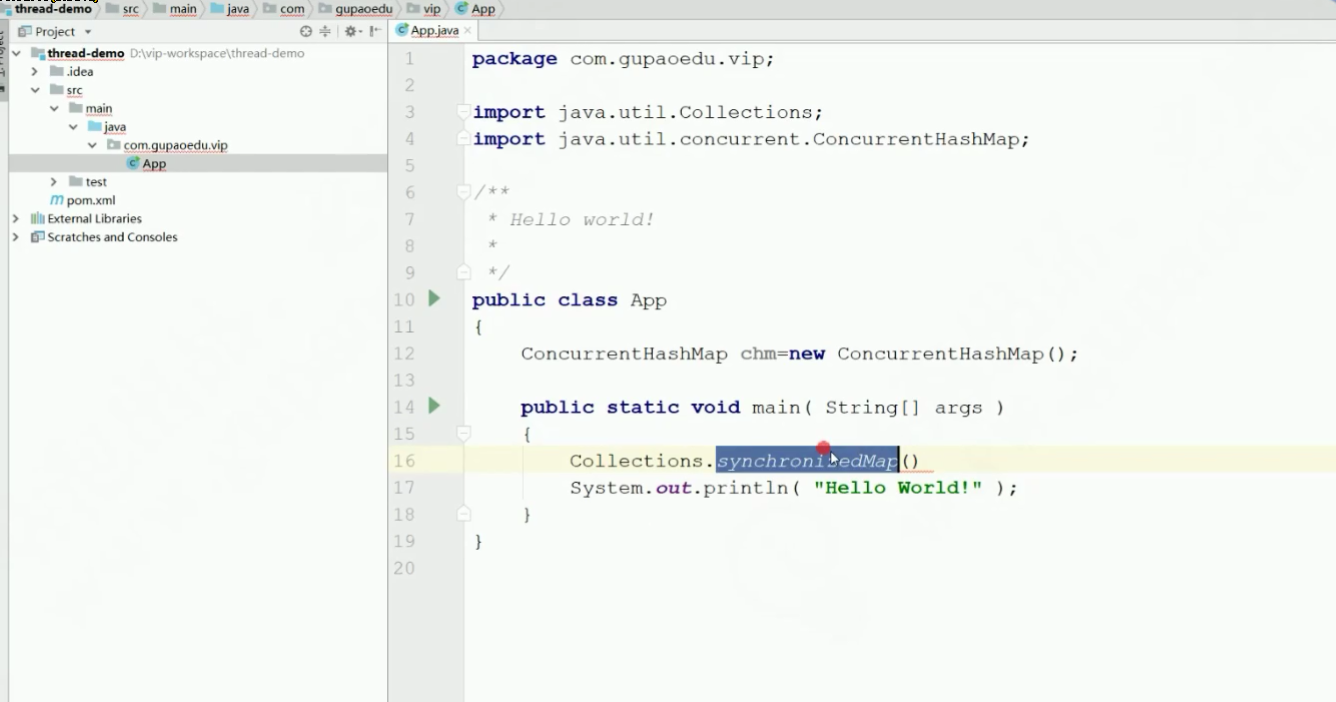 thread-demo src main java com gupaoedu vip App
Project
App.java
thread-demo D:\vip-workspace\thread-demo
.idea
src
main
java
com.gupaoedu.vip
App
test
pom.xml
External Libraries
Scratches and Consoles
1 package com.gupaoedu.vip;
2
3 import java.util.Collections;
4 import java.util.concurrent.ConcurrentHashMap;
5
6 /**
7 * Hello world!
8 *
9 */
10 public class App
11 {
12 ConcurrentHashMap chm=new ConcurrentHashMap();
13
14 public static void main( String[] args )
15 {
16 Collections.synchronizedMap()
17 System.out.println( "Hello World!" );
18 }
19 }
20